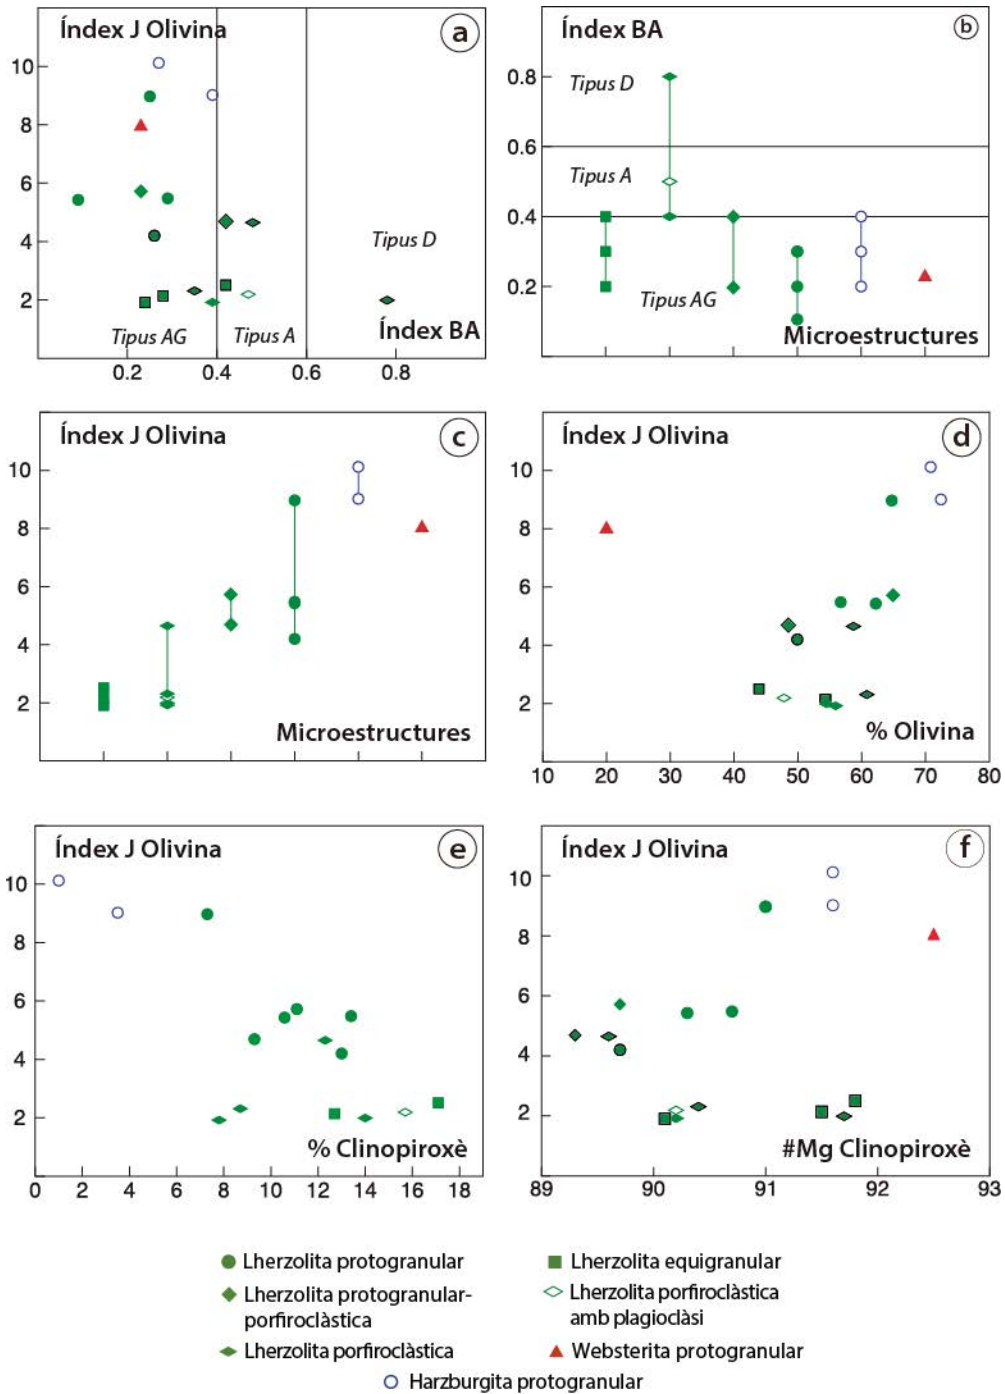 Índex J Olivina
a
10
8
6
4
2
Tipus D
Tipus AG
Tipus A
Índex BA
0.2
0.4
0.6
0.8
Índex BA
b
0.8
0.6
0.4
0.2
Tipus D
Tipus A
Tipus AG
Microestructures
Índex J Olivina
c
10
8
6
4
2
Microestructures
Índex J Olivina
d
10
8
6
4
2
% Olivina
10
20
30
40
50
60
70
80
Índex J Olivina
e
10
8
6
4
2
% Clinopiroxè
0
2
4
6
8
10
12
14
16
18
Índex J Olivina
f
10
8
6
4
2
#Mg Clinopiroxè
89
90
91
92
93
Lherzolita protogranular
Lherzolita protogranular-
porfiroclàstica
Lherzolita porfiroclàstica
Lherzolita equigranular
Lherzolita porfiroclàstica
amb plagioclàsi
Websterita protogranular
Harzburgita protogranular